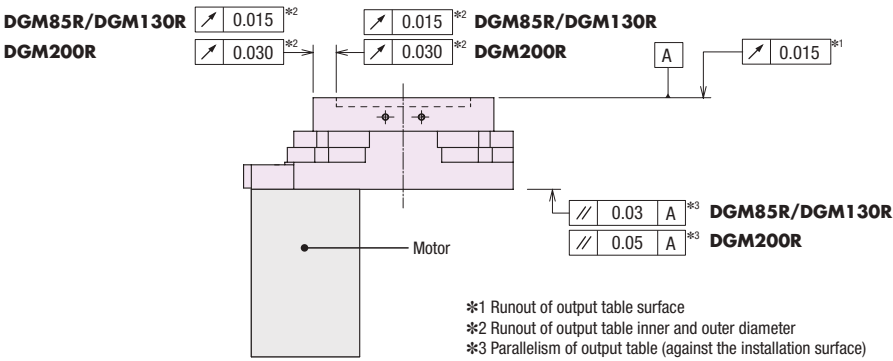 DGM85R/DGM130R ↗ 0.015 *2 ↗ 0.015 *2 DGM85R/DGM130R
DGM200R ↗ 0.030 *2 ↗ 0.030 *2 DGM200R
A ↗ 0.015 *1
// 0.03 A *3 DGM85R/DGM130R
// 0.05 A *3 DGM200R
Motor
*1 Runout of output table surface
*2 Runout of output table inner and outer diameter
*3 Parallelism of output table (against the installation surface)